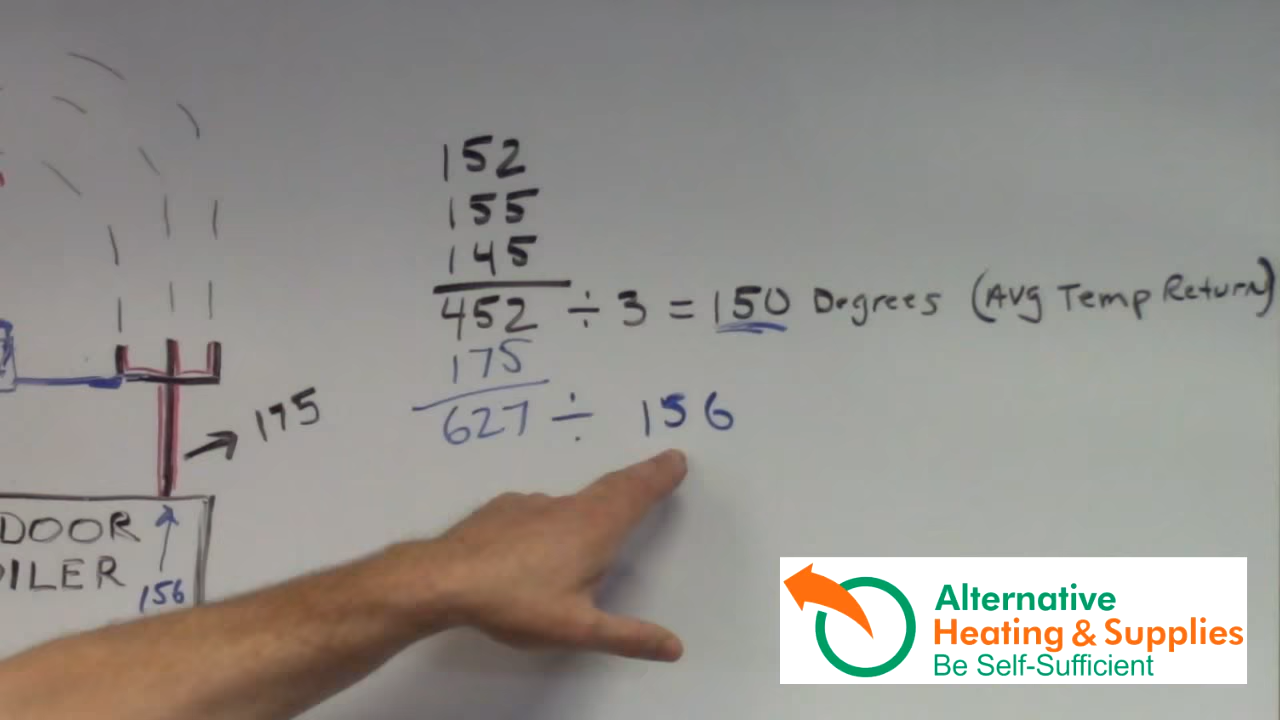 152
155
145
452 ÷ 3 = 150 Degrees (Avg Temp Return)
175
627 ÷ 156
175
DOOR
ILER
156
Alternative
Heating & Supplies
Be Self-Sufficient